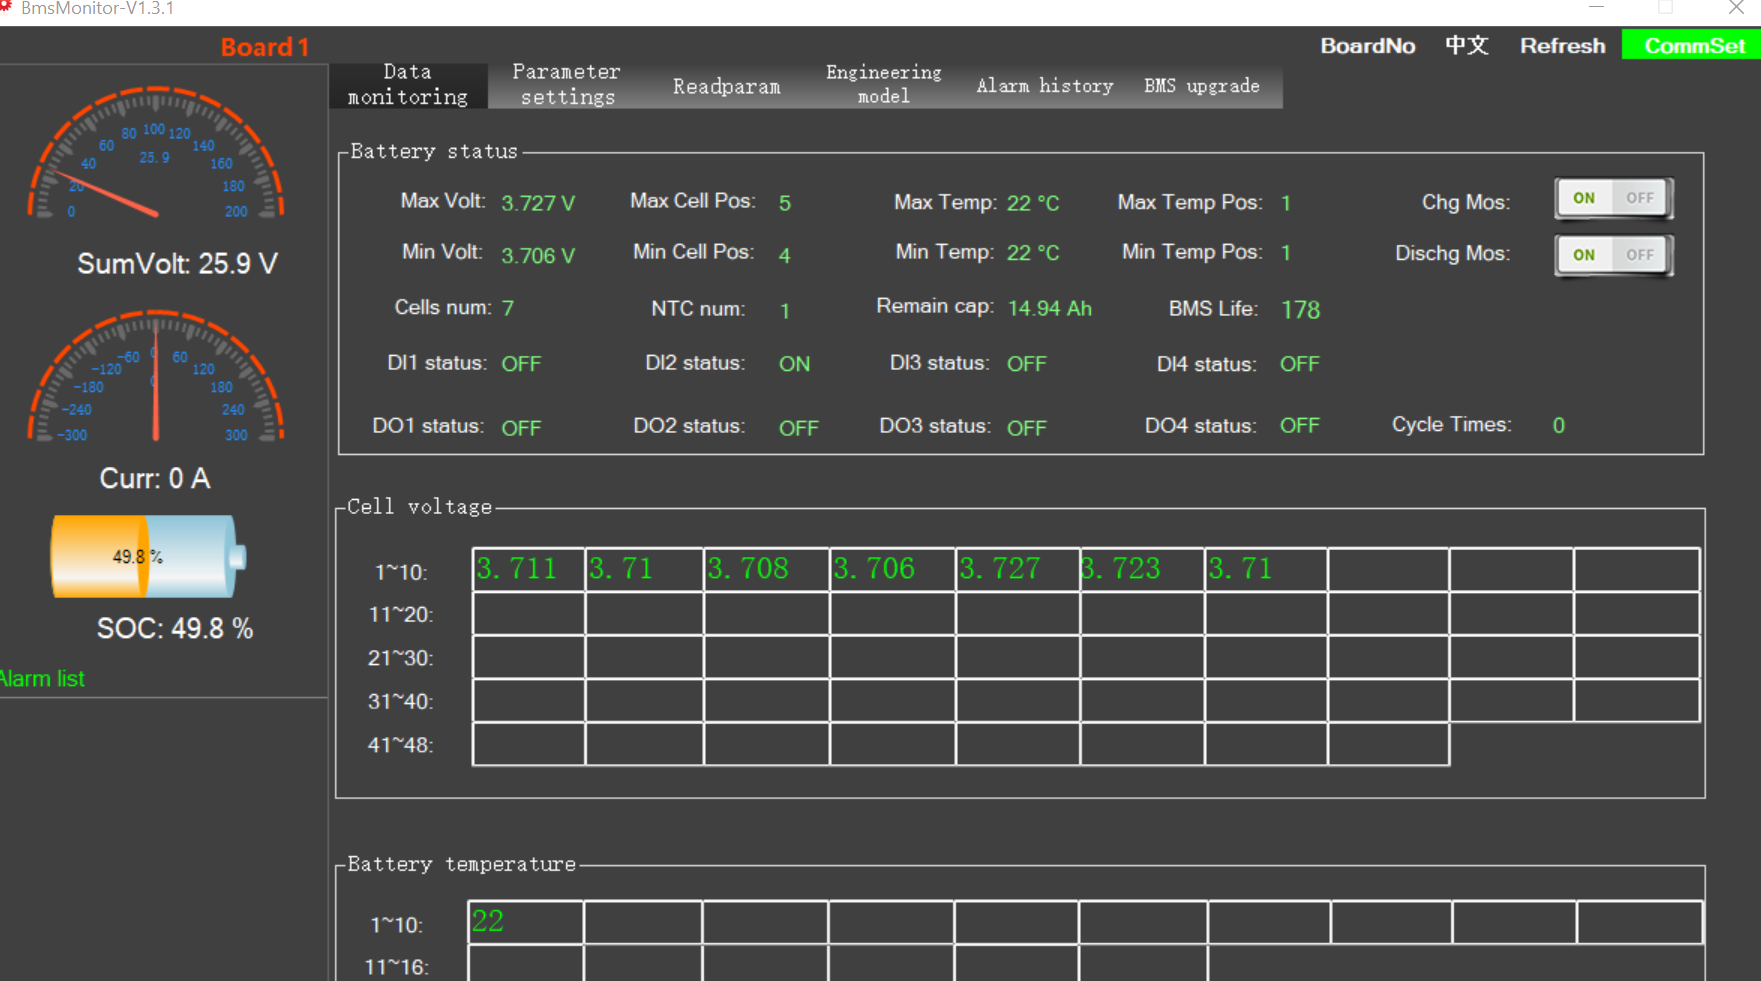 BmsMonitor-V1.3.1
Board 1
BoardNo 中文 Refresh CommSet
Data monitoring
Parameter settings
Readparam
Engineering model
Alarm history
BMS upgrade
0 20 40 60 80 100 120 140 160 180 200
25.9
SumVolt: 25.9 V
-300 -240 -180 -120 -60 0 60 120 180 240 300
0
Curr: 0 A
49.8 %
SOC: 49.8 %
Alarm list
Battery status
Max Volt: 3.727 V Max Cell Pos: 5 Max Temp: 22 °C Max Temp Pos: 1 Chg Mos: ON OFF
Min Volt: 3.706 V Min Cell Pos: 4 Min Temp: 22 °C Min Temp Pos: 1 Dischg Mos: ON OFF
Cells num: 7 NTC num: 1 Remain cap: 14.94 Ah BMS Life: 178
DI1 status: OFF DI2 status: ON DI3 status: OFF DI4 status: OFF
DO1 status: OFF DO2 status: OFF DO3 status: OFF DO4 status: OFF Cycle Times: 0
Cell voltage
1~10: 3.711 3.71 3.708 3.706 3.727 3.723 3.71
11~20:
21~30:
31~40:
41~48:
Battery temperature
1~10: 22
11~16: